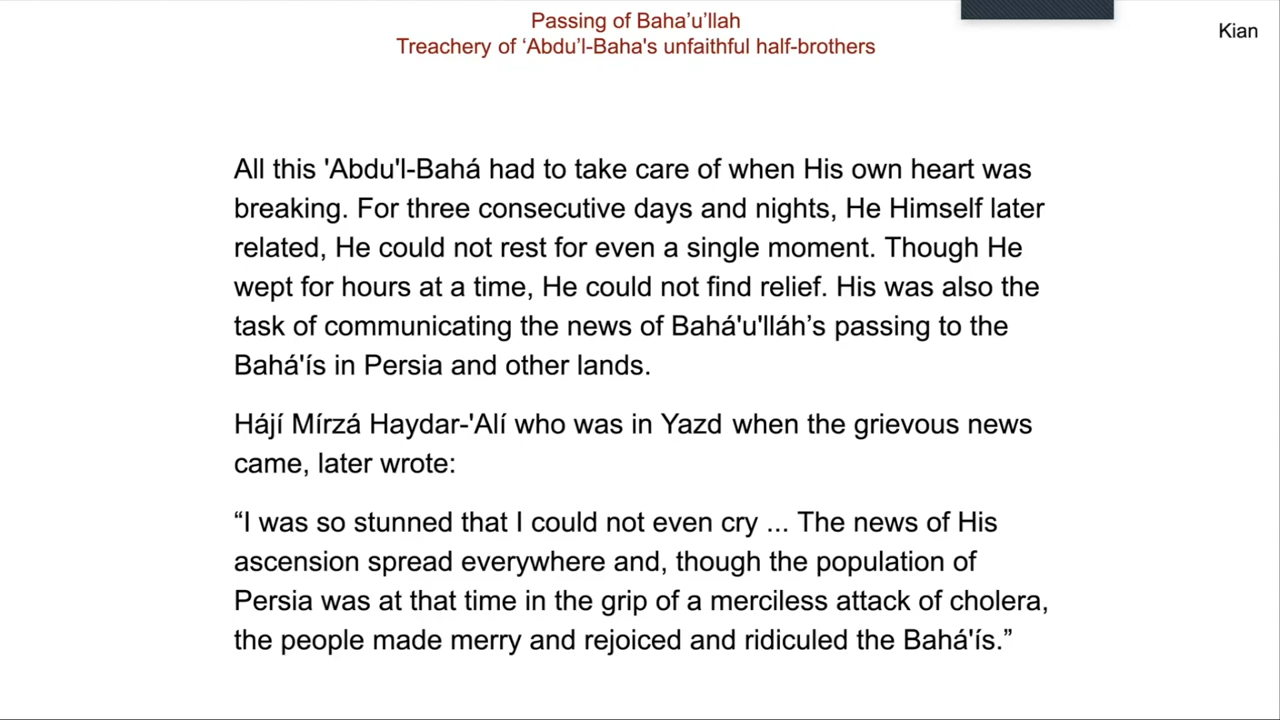 Passing of Baha’u’llah
Treachery of ‘Abdu’l-Baha's unfaithful half-brothers
Kian
All this 'Abdu'l-Bahá had to take care of when His own heart was
breaking. For three consecutive days and nights, He Himself later
related, He could not rest for even a single moment. Though He
wept for hours at a time, He could not find relief. His was also the
task of communicating the news of Bahá'u'lláh’s passing to the
Bahá'ís in Persia and other lands.
Hájí Mírzá Haydar-'Alí who was in Yazd when the grievous news
came, later wrote:
“I was so stunned that I could not even cry ... The news of His
ascension spread everywhere and, though the population of
Persia was at that time in the grip of a merciless attack of cholera,
the people made merry and rejoiced and ridiculed the Bahá'ís.”